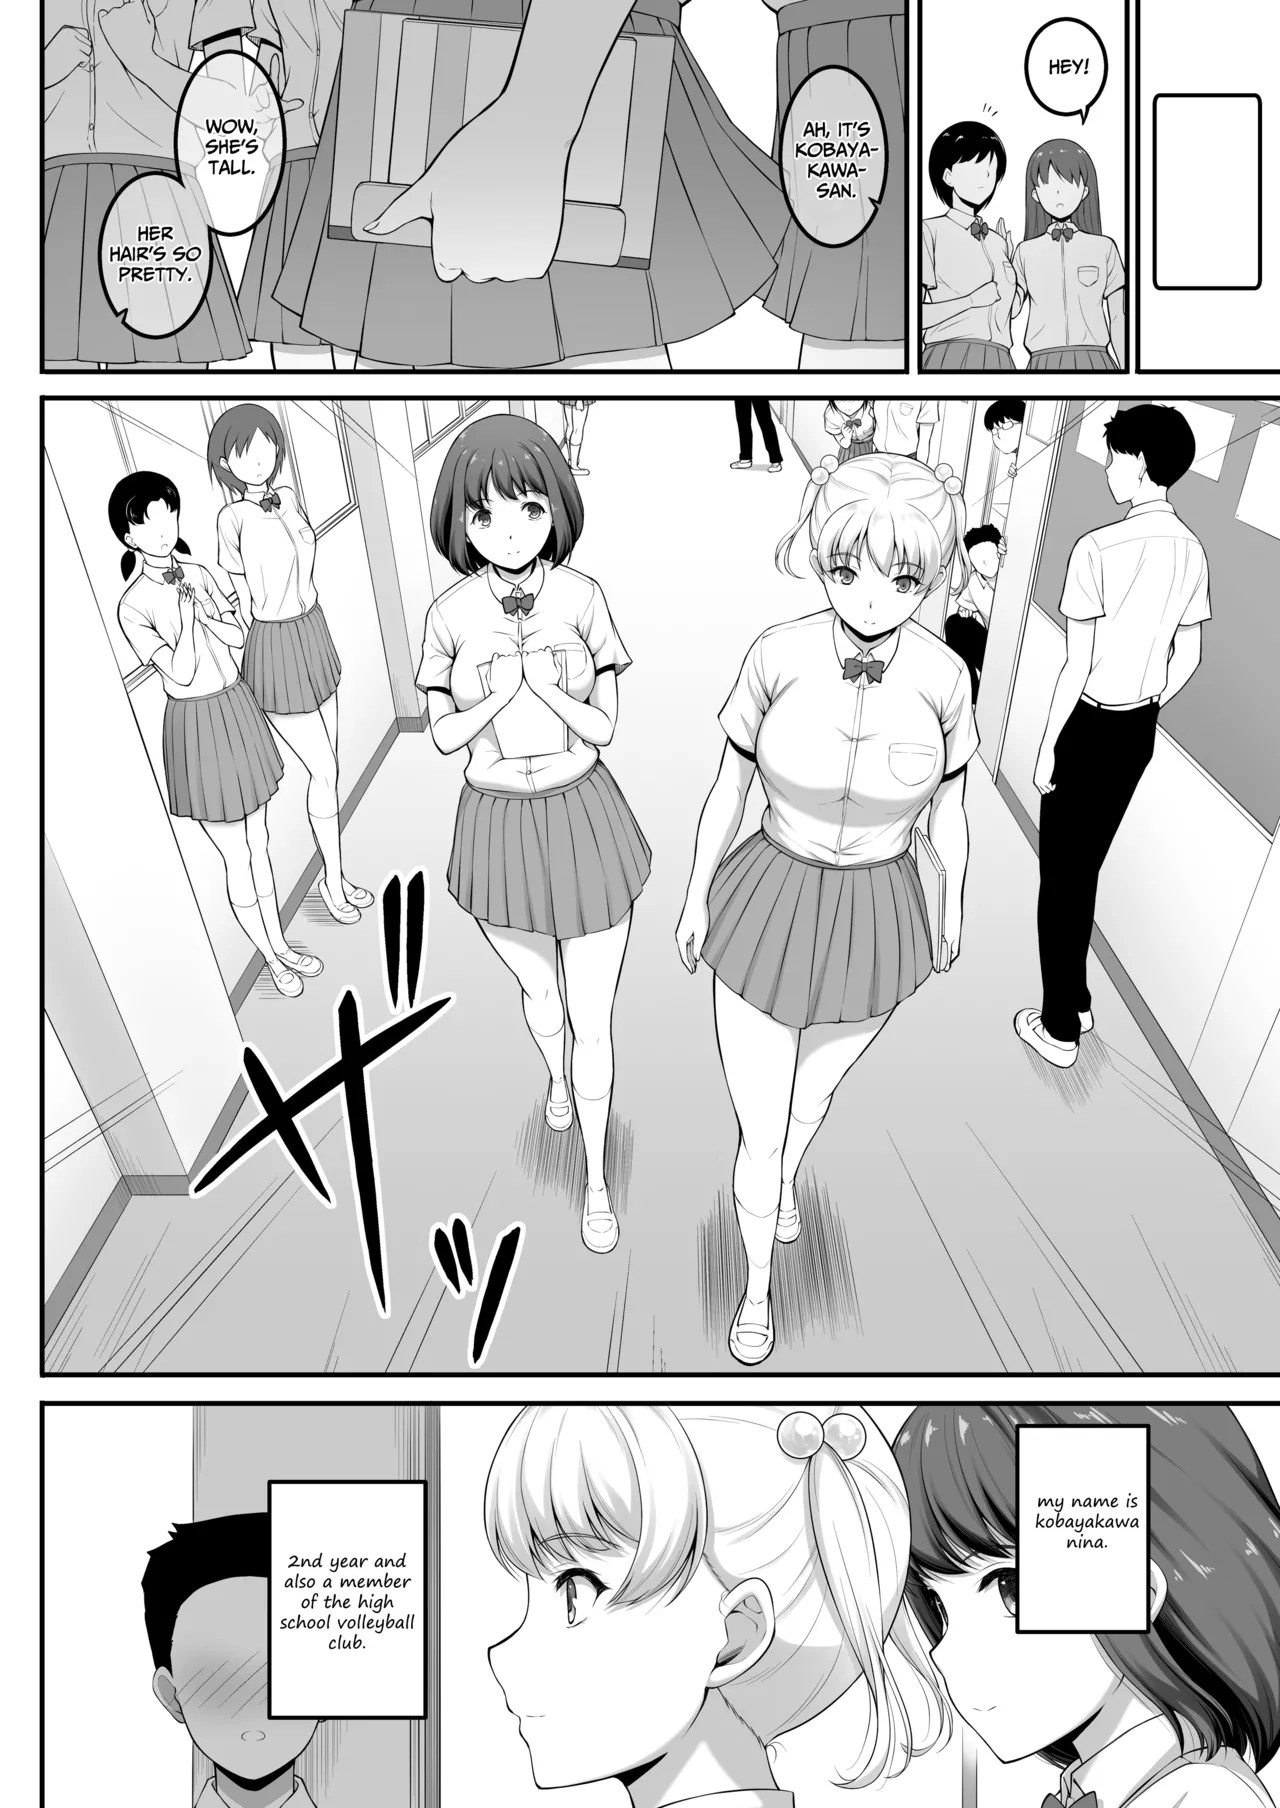 HEY!
AH, IT'S
KOBAYA-
KAWA-
SAN.
WOW,
SHE'S
TALL.
HER
HAIR'S SO
PRETTY.
ザッ
my name is
kobayakawa
nina.
2nd year and
also a member
of the high
school volleyball
club.